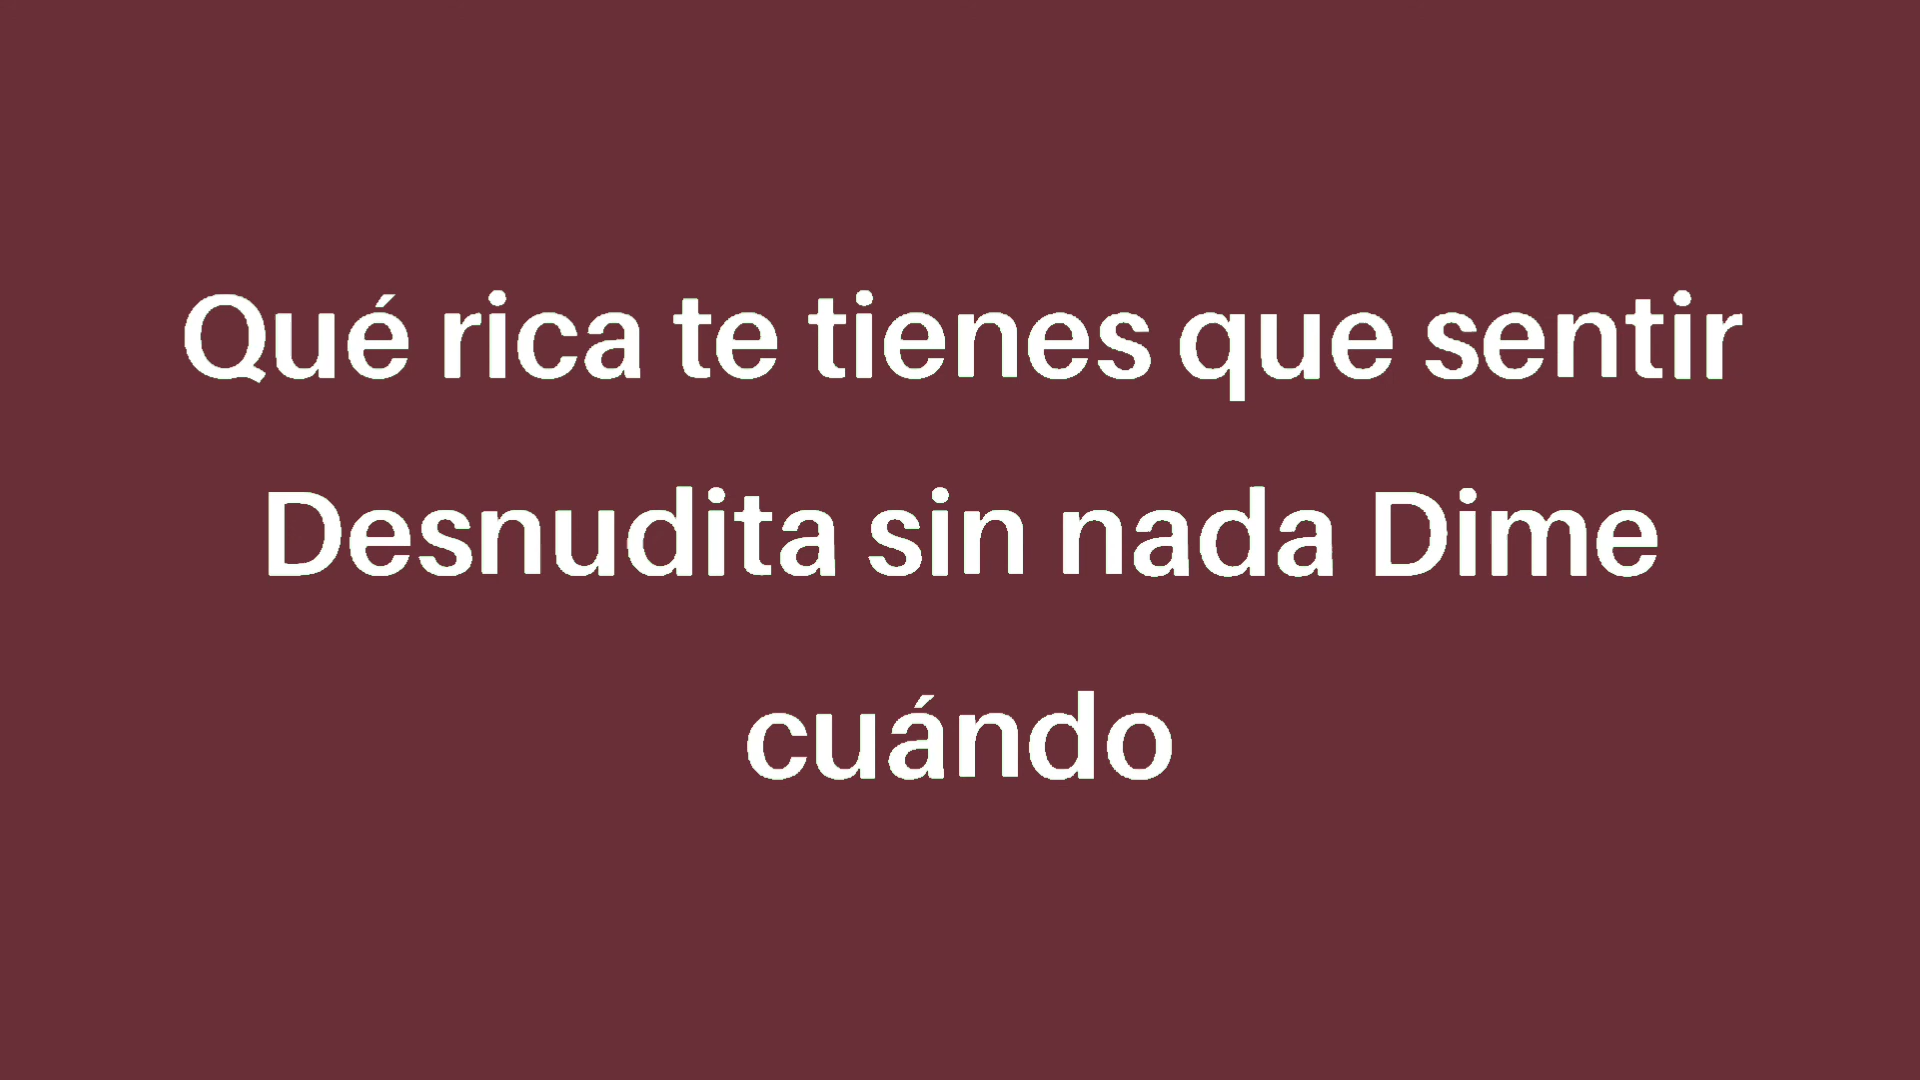 Qué rica te tienes que sentir
Desnudita sin nada Dime
cuándo